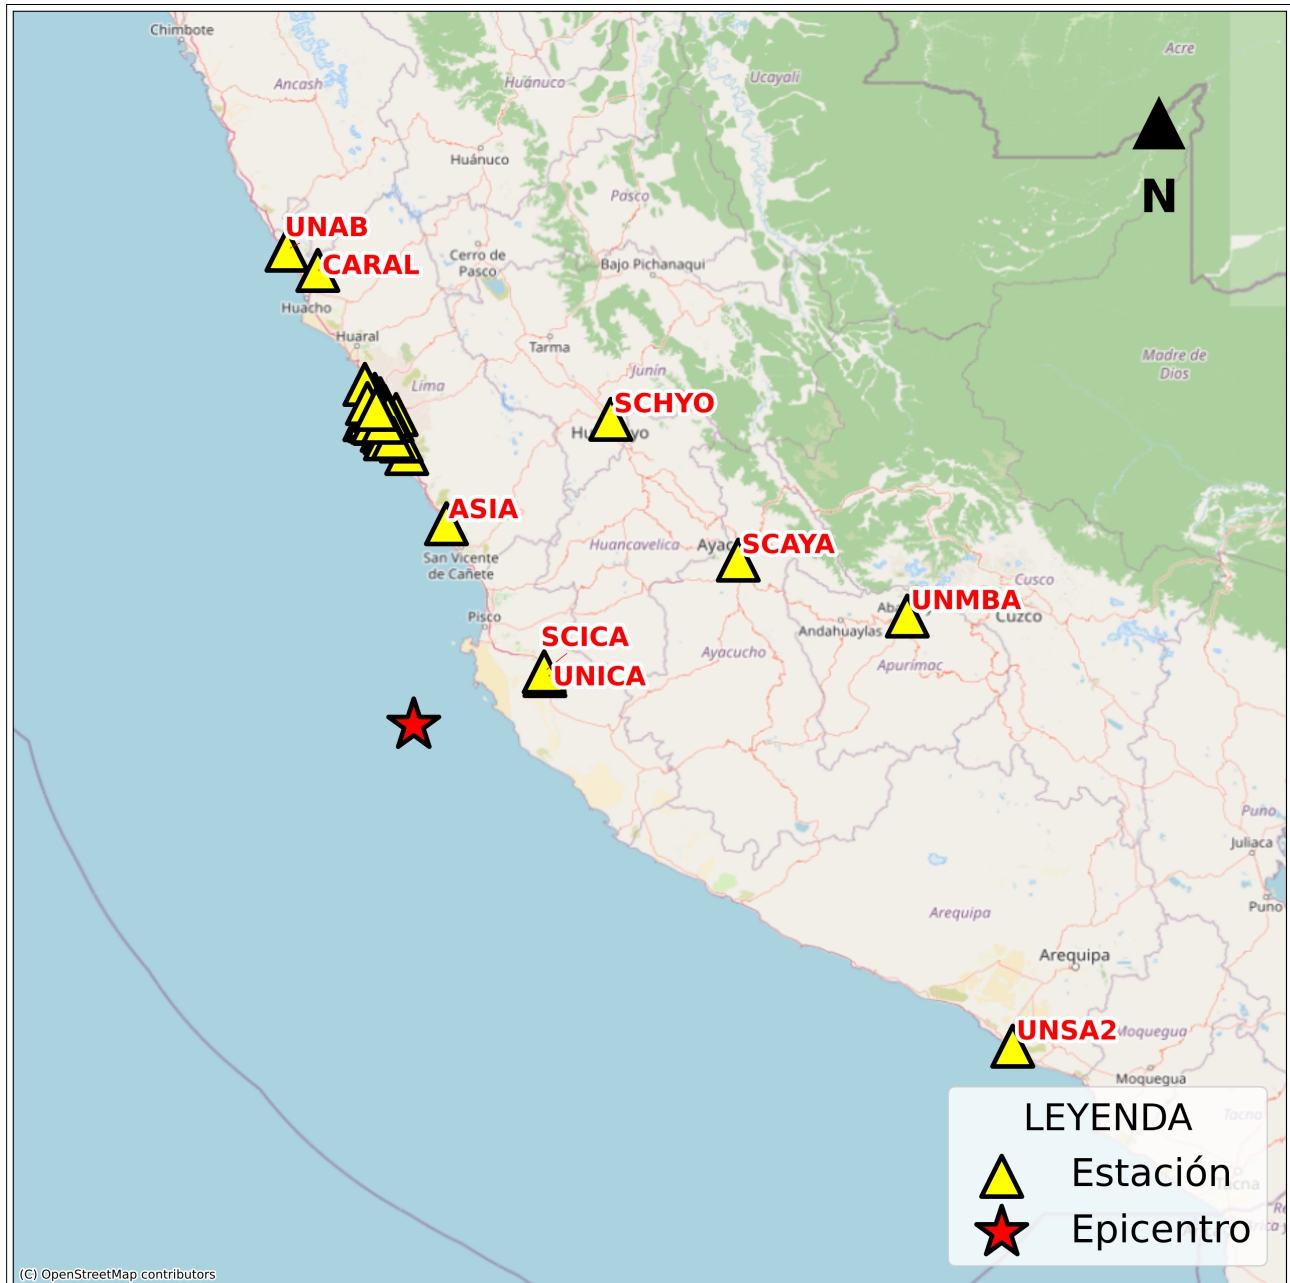 Chimbote
Acre
Ancash
Huánuco
Ucayali
Huánuco
N
Pasco
UNAB
CARAL
Cerro de
Pasco
Bajo Pichanaqui
Huacho
Huaral
Tarma
Madre de
Dios
Junín
Lima
SCHYO
ASIA
San Vicente
de Cañete
Huancavelica
SCAYA
Cusco
UNMBA
Cuzco
Pisco
Andahuaylas
SCICA
Ayacucho
Apurímac
UNICA
Puno
Juliaca
Puno
Arequipa
Arequipa
UNSA2
Moquegua
Moquegua
LEYENDA
Tacna
Estación
Tacna
Epicentro
(C) OpenStreetMap contributors